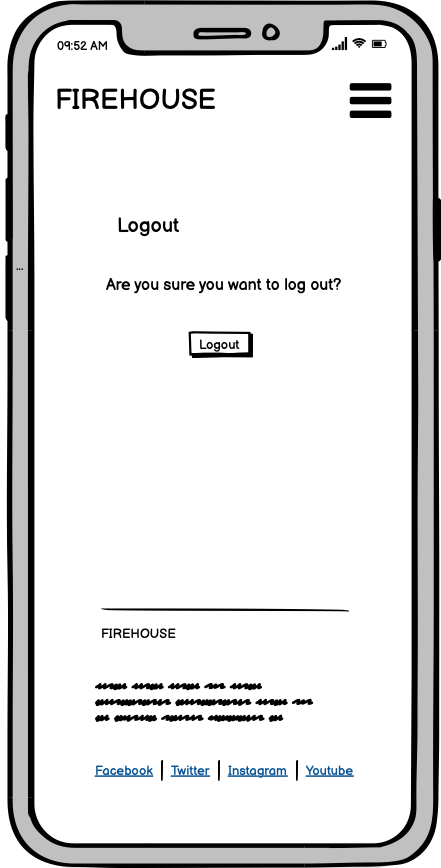 09:52 AM
FIREHOUSE
Logout
Are you sure you want to log out?
Logout
FIREHOUSE
Facebook | Twitter | Instagram | Youtube